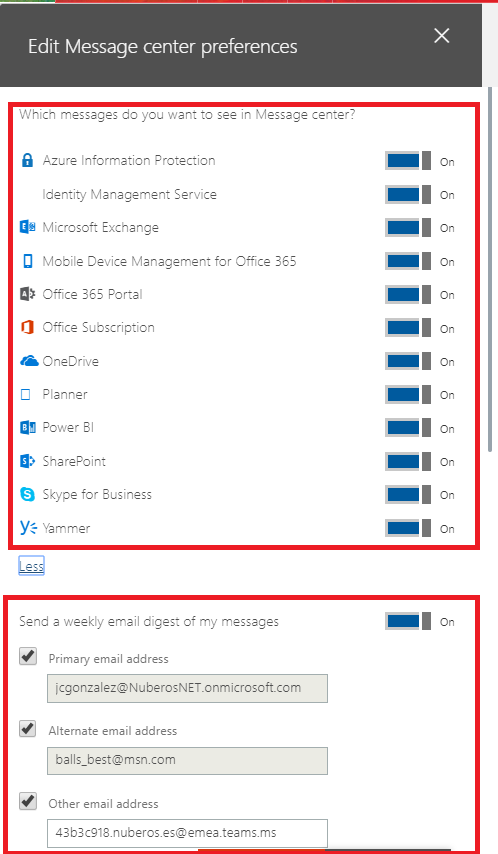 Edit Message center preferences
Which messages do you want to see in Message center?
Azure Information Protection On
Identity Management Service On
Microsoft Exchange On
Mobile Device Management for Office 365 On
Office 365 Portal On
Office Subscription On
OneDrive On
Planner On
Power BI On
SharePoint On
Skype for Business On
Yammer On
Less
Send a weekly email digest of my messages On
Primary email address
jcgonzalez@NuberosNET.onmicrosoft.com
Alternate email address
balls_best@msn.com
Other email address
43b3c918.nuberos.es@emea.teams.ms